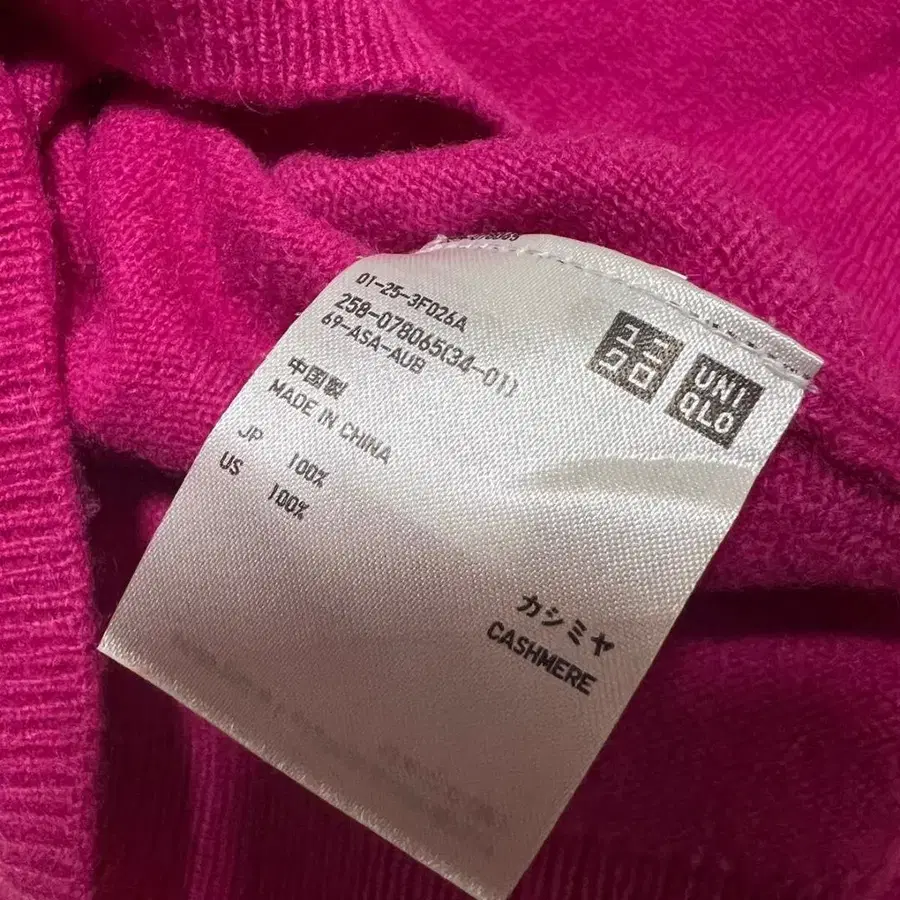 01-25-3F026A
258-078065(34-01)
69-ASA-AUB
ユニ
クロ
UNI
QLO
中国製
MADE IN CHINA
JP 100% カシミヤ
US 100% CASHMERE